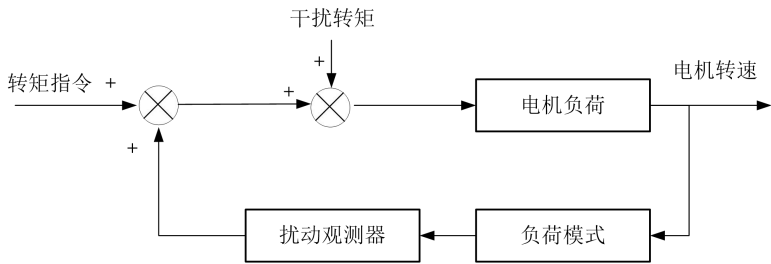 干扰转矩
+
转矩指令 +
+
电机转速
电机负荷
+
扰动观测器
负荷模式